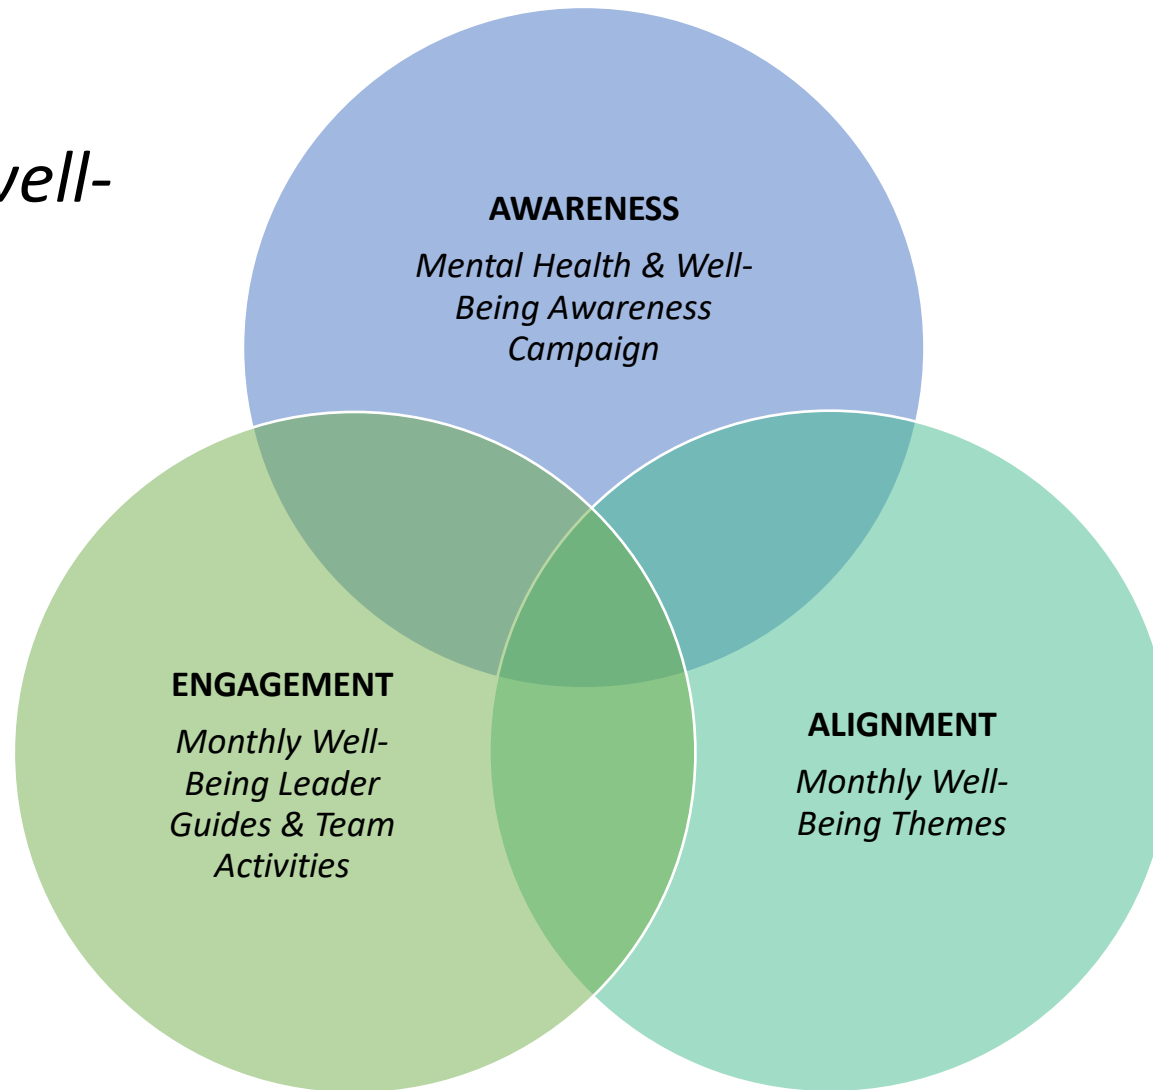 well-
AWARENESS
Mental Health & Well-
Being Awareness
Campaign
ENGAGEMENT
Monthly Well-
Being Leader
Guides & Team
Activities
ALIGNMENT
Monthly Well-
Being Themes